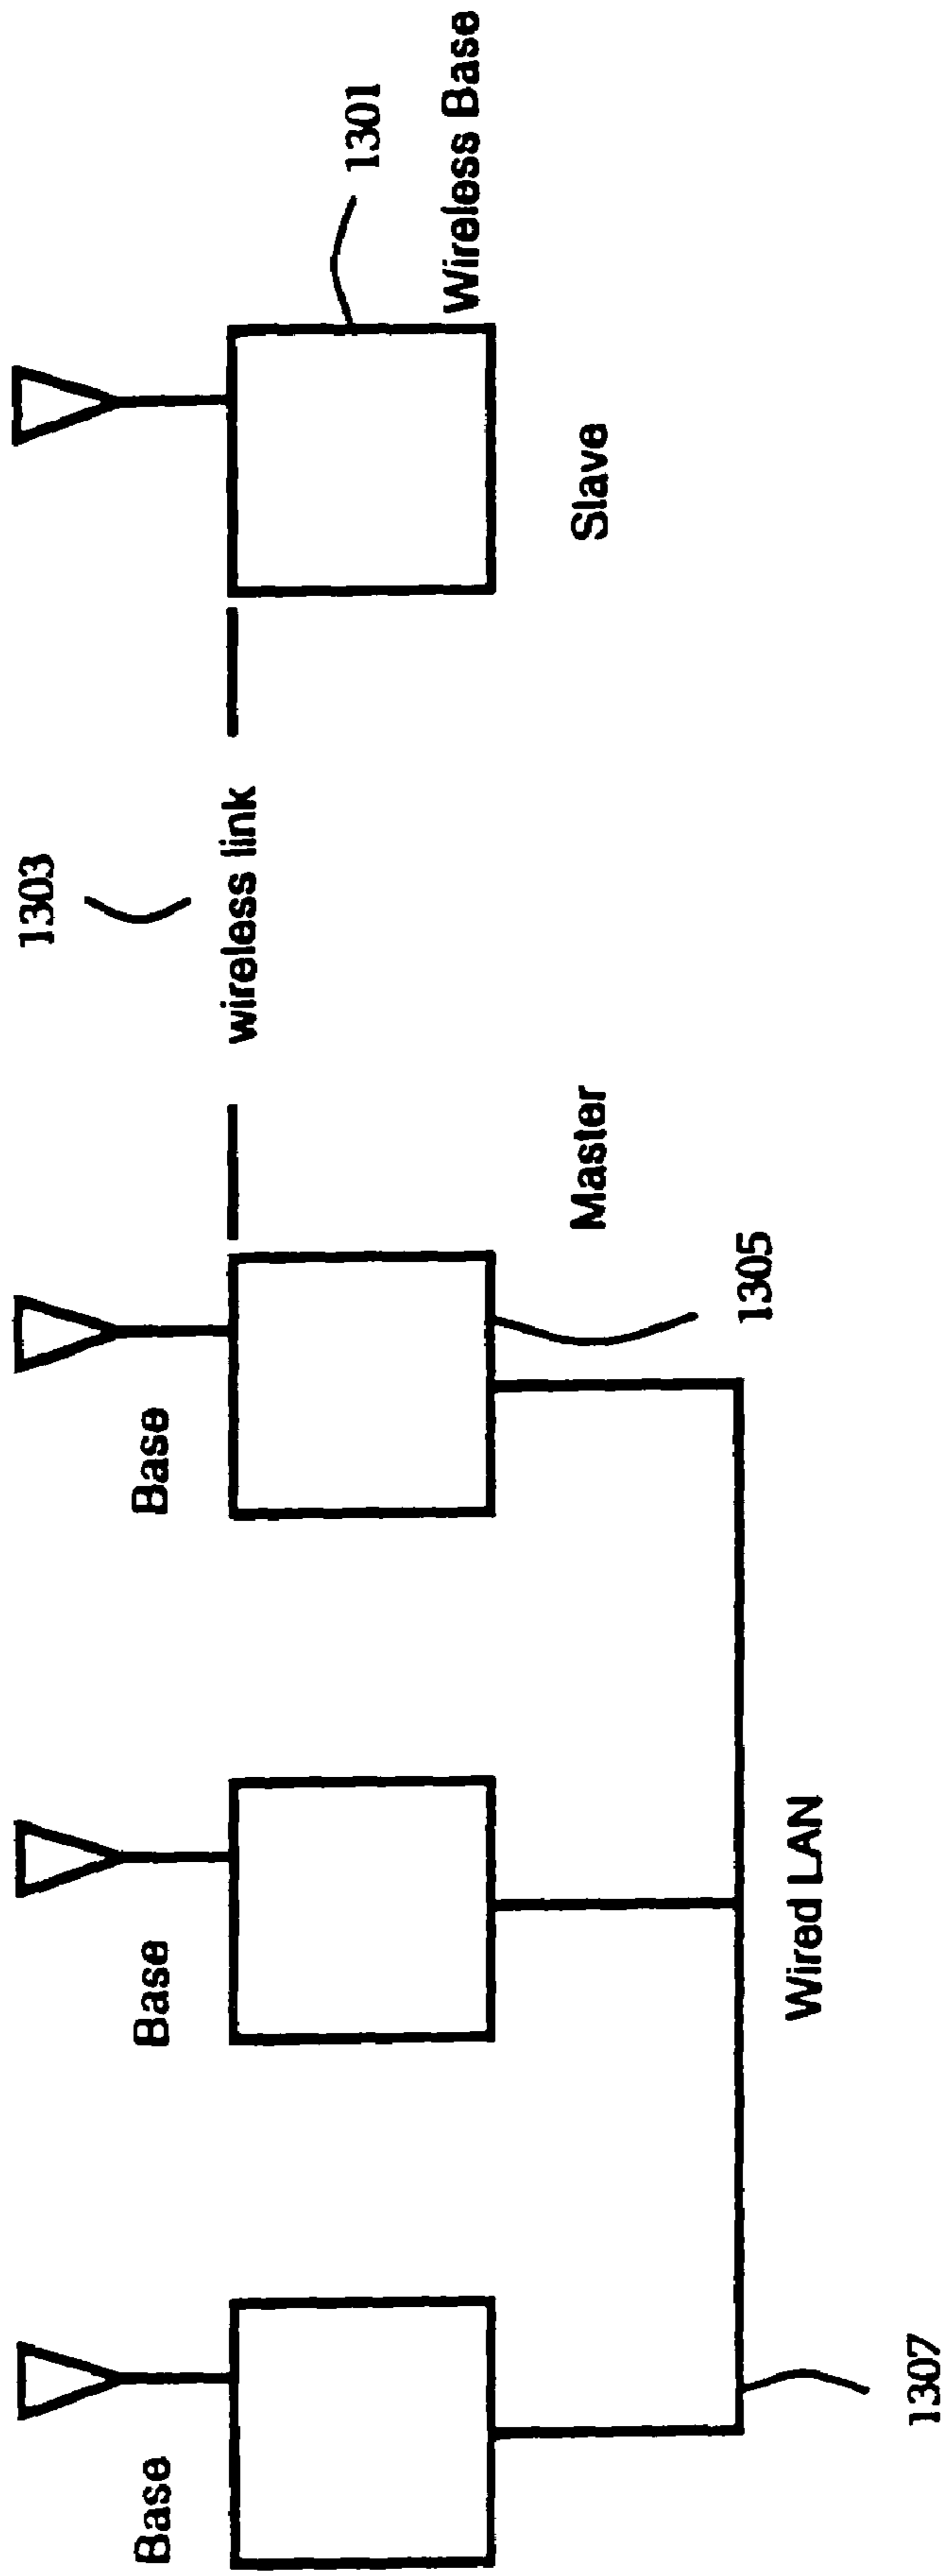 1303
1301
Base
Base
Base
wireless link
Wireless Base
Master
Slave
1305
Wired LAN
1307